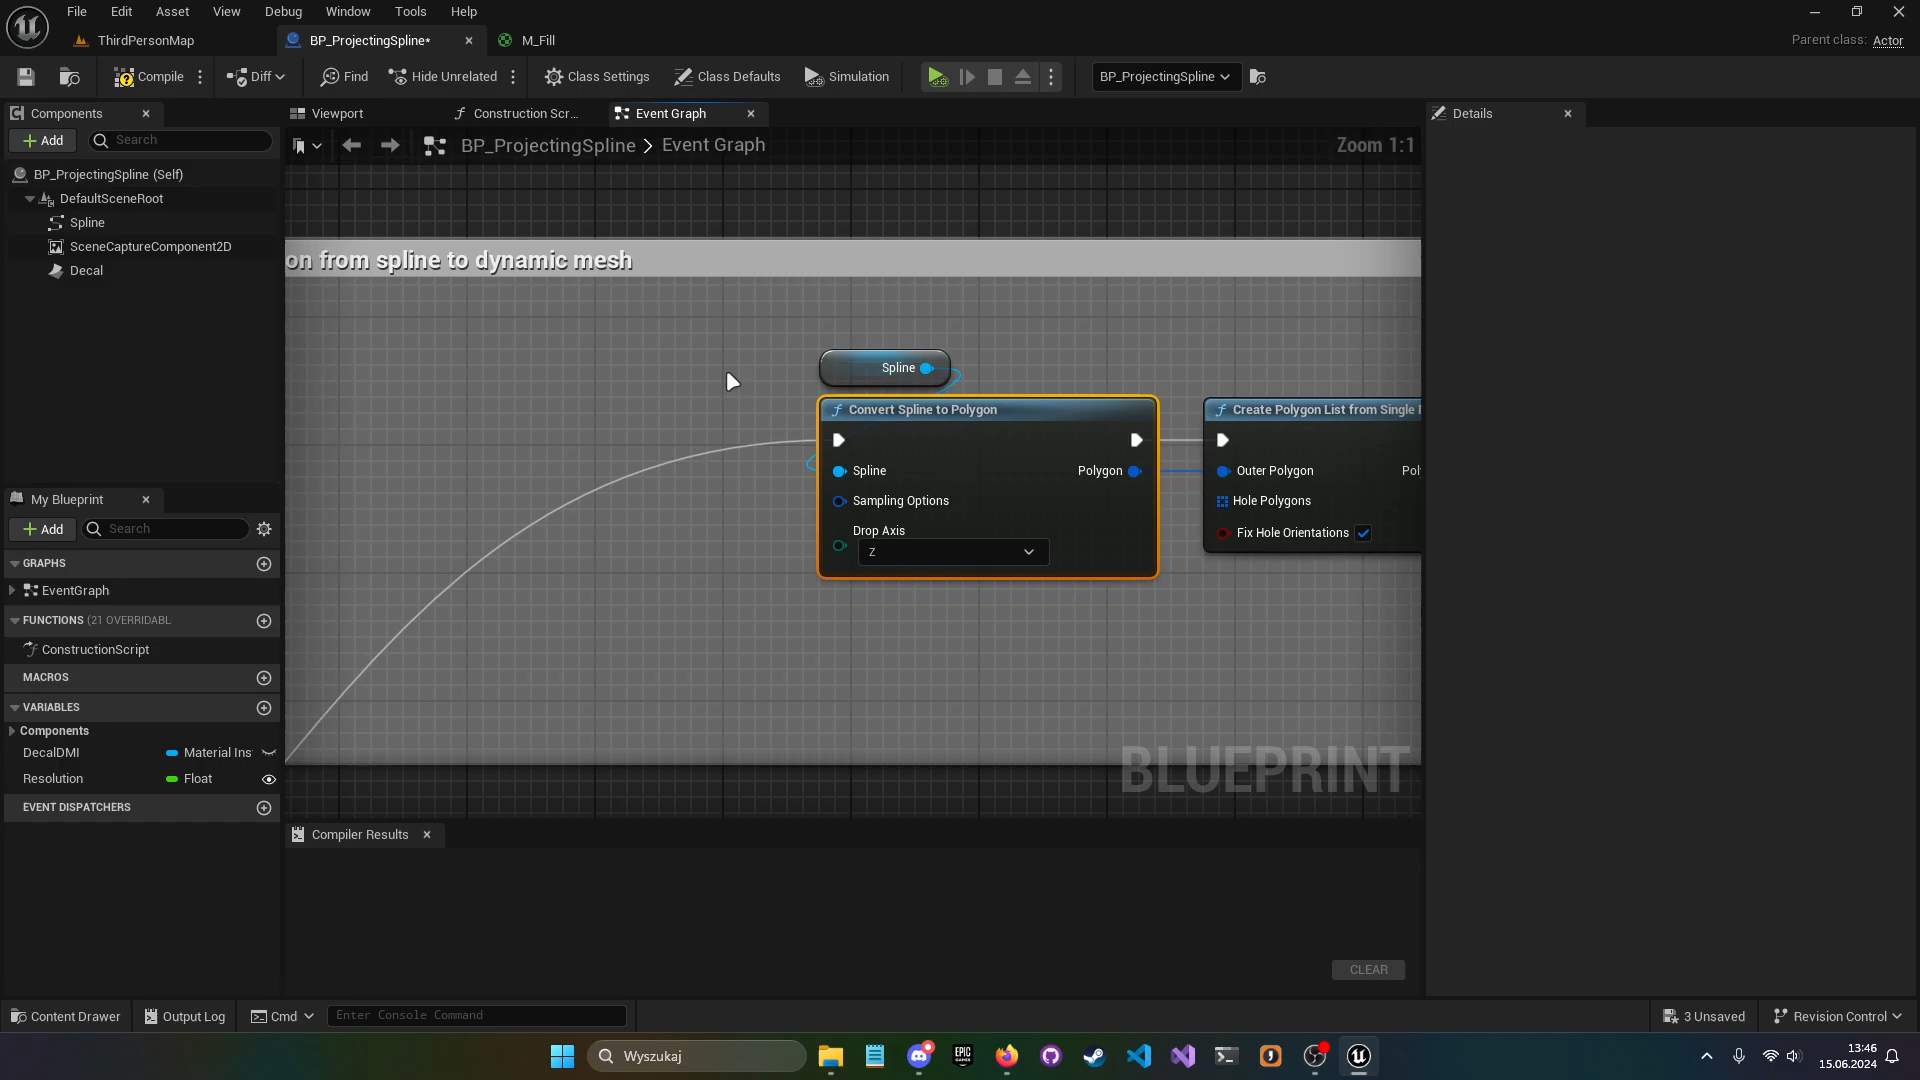 File Edit Asset View Debug Window Tools Help
ThirdPersonMap BP_ProjectingSpline* M_Fill Parent class: Actor
Compile Diff Find Hide Unrelated Class Settings Class Defaults Simulation BP_ProjectingSpline
Components Viewport Construction Scr... Event Graph Details
Add Search BP_ProjectingSpline > Event Graph Zoom 1:1
BP_ProjectingSpline (Self)
DefaultSceneRoot
Spline
SceneCaptureComponent2D
Decal
on from spline to dynamic mesh
Spline
Convert Spline to Polygon
Spline Polygon
Sampling Options
Drop Axis
Z
Create Polygon List from Single
Outer Polygon Pol
Hole Polygons
Fix Hole Orientations
BLUEPRINT
My Blueprint
Add Search
GRAPHS
EventGraph
FUNCTIONS (21 OVERRIDABL
ConstructionScript
MACROS
VARIABLES
Components
DecalDMI Material Ins
Resolution Float
EVENT DISPATCHERS
Compiler Results
CLEAR
Content Drawer Output Log Cmd Enter Console Command 3 Unsaved Revision Control
Wyszukaj
EPIC GAMES
13:46
15.06.2024